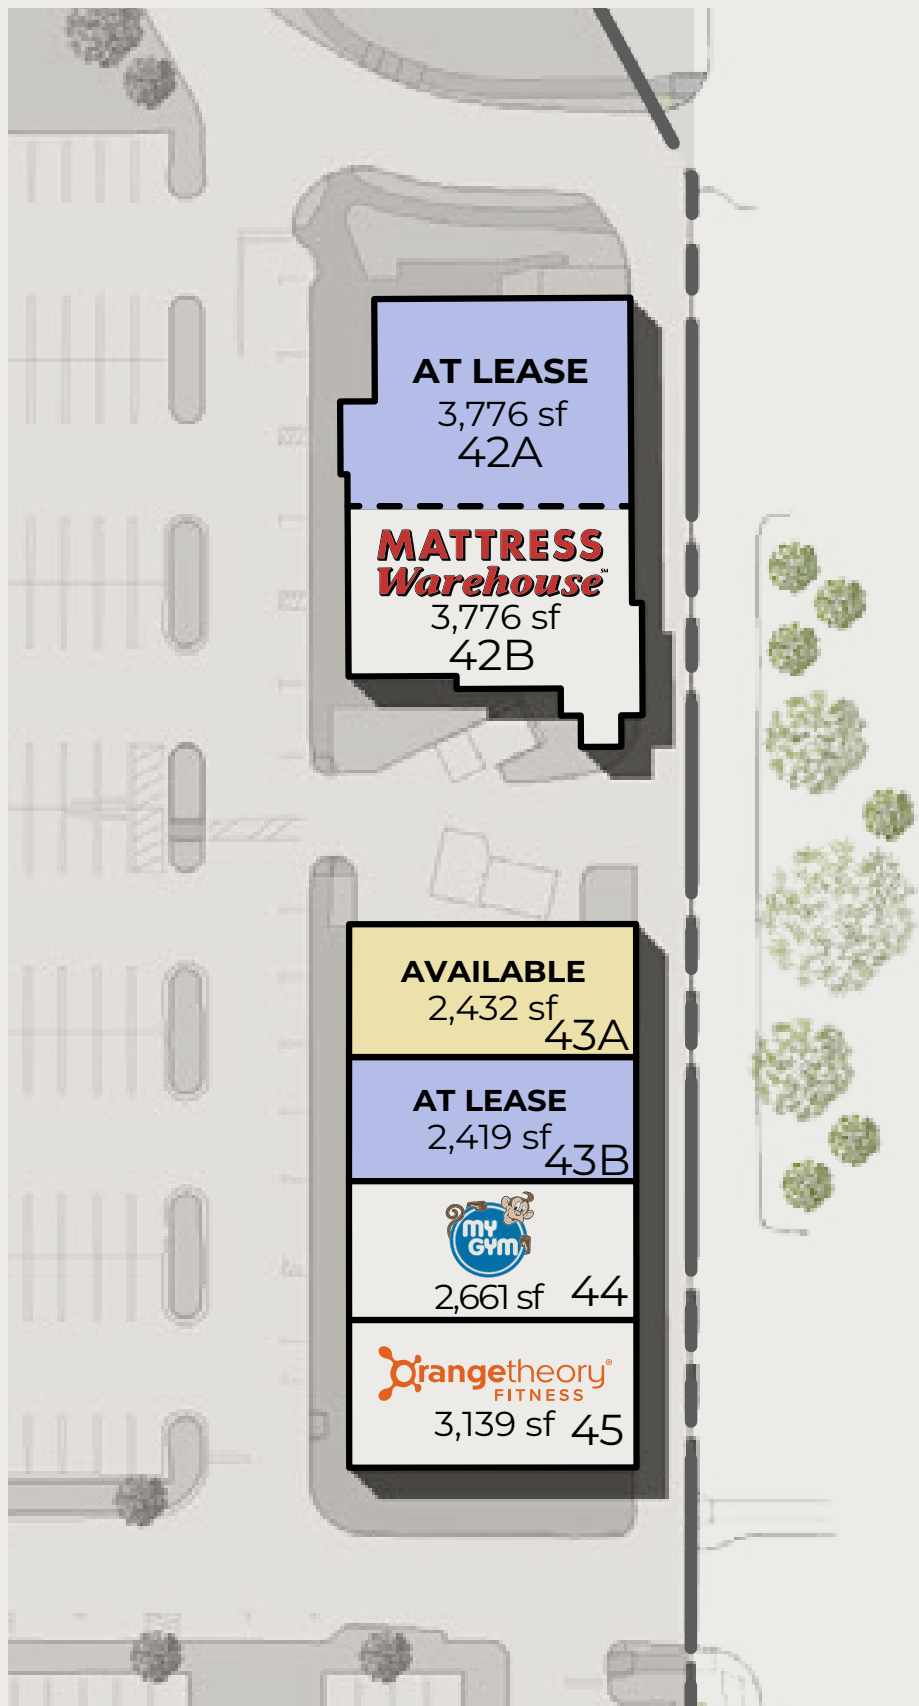 AT LEASE
3,776 sf
42A
MATTRESS
Warehouse℠
3,776 sf
42B
AVAILABLE
2,432 sf
43A
AT LEASE
2,419 sf
43B
MY
GYM
2,661 sf 44
Orangetheory®
FITNESS
3,139 sf 45